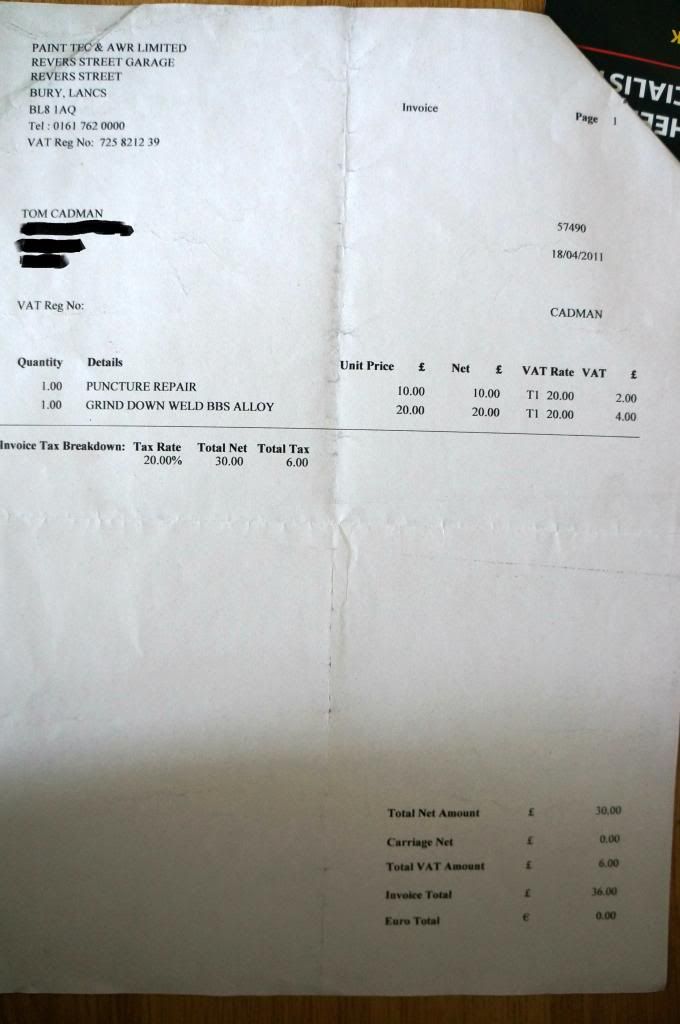 PAINT TEC & AWR LIMITED
REVERS STREET GARAGE
REVERS STREET
BURY, LANCS
BL8 1AQ
Tel : 0161 762 0000
VAT Reg No: 725 8212 39
Invoice
Page 1
TOM CADMAN
57490
18/04/2011
VAT Reg No:
CADMAN
Quantity Details Unit Price £ Net £ VAT Rate VAT £
1.00 PUNCTURE REPAIR 10.00 10.00 T1 20.00 2.00
1.00 GRIND DOWN WELD BBS ALLOY 20.00 20.00 T1 20.00 4.00
Invoice Tax Breakdown: Tax Rate Total Net Total Tax
20.00% 30.00 6.00
Total Net Amount £ 30.00
Carriage Net £ 0.00
Total VAT Amount £ 6.00
Invoice Total £ 36.00
Euro Total € 0.00